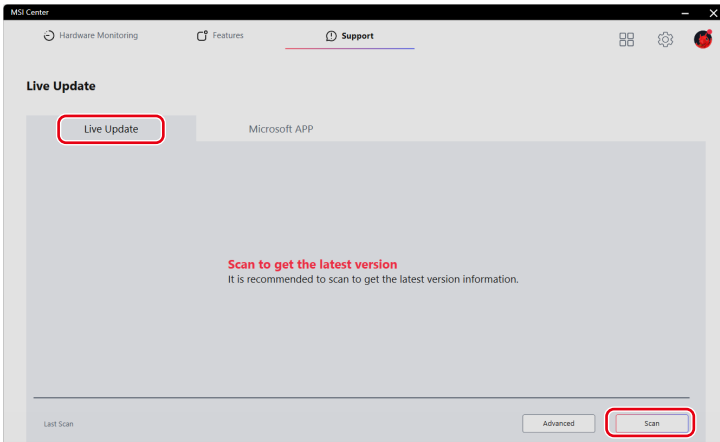 MSI Center
Hardware Monitoring
Features
Support
Live Update
Live Update
Microsoft APP
Scan to get the latest version
It is recommended to scan to get the latest version information.
Last Scan
Advanced
Scan